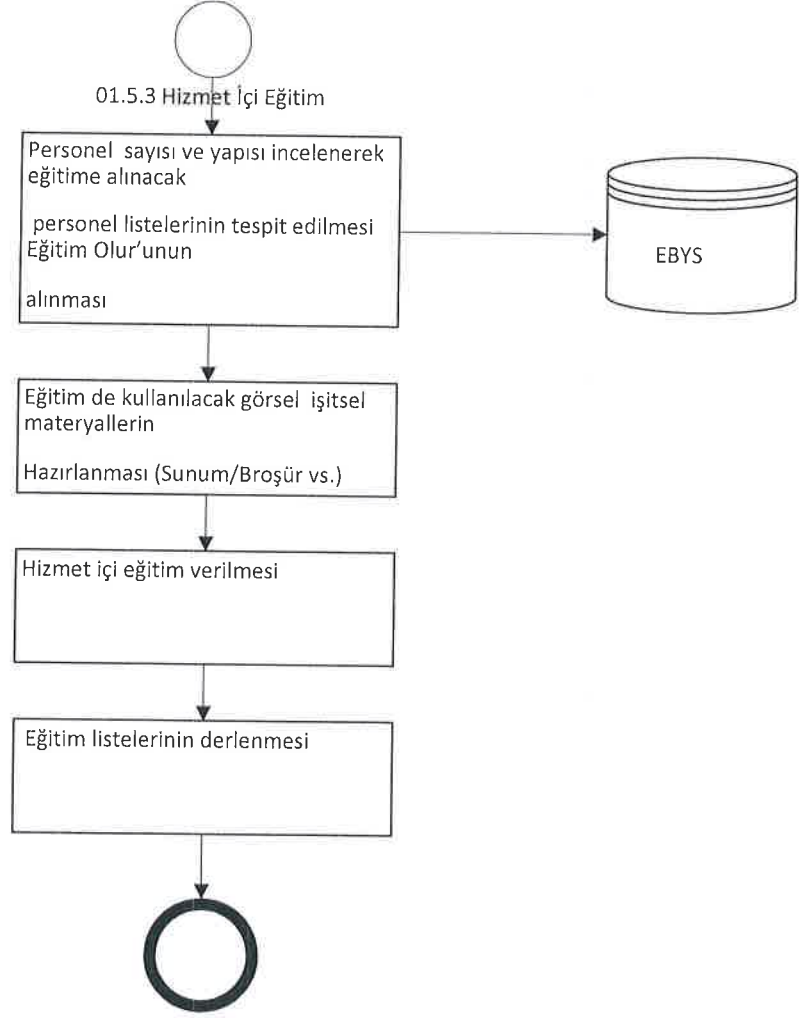 01.5.3 Hizmet İçi Eğitim
Personel sayısı ve yapısı incelenerek
eğitime alınacak
personel listelerinin tespit edilmesi
Eğitim Olur’unun
alınması
EBYS
Eğitim de kullanılacak görsel işitsel
materyallerin
Hazırlanması (Sunum/Broşür vs.)
Hizmet içi eğitim verilmesi
Eğitim listelerinin derlenmesi